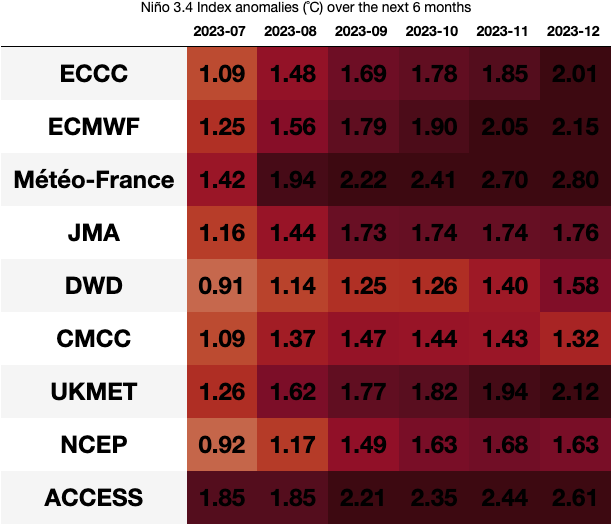 Niño 3.4 Index anomalies (°C) over the next 6 months
2023-07 2023-08 2023-09 2023-10 2023-11 2023-12
ECCC 1.09 1.48 1.69 1.78 1.85 2.01
ECMWF 1.25 1.56 1.79 1.90 2.05 2.15
Météo-France 1.42 1.94 2.22 2.41 2.70 2.80
JMA 1.16 1.44 1.73 1.74 1.74 1.76
DWD 0.91 1.14 1.25 1.26 1.40 1.58
CMCC 1.09 1.37 1.47 1.44 1.43 1.32
UKMET 1.26 1.62 1.77 1.82 1.94 2.12
NCEP 0.92 1.17 1.49 1.63 1.68 1.63
ACCESS 1.85 1.85 2.21 2.35 2.44 2.61